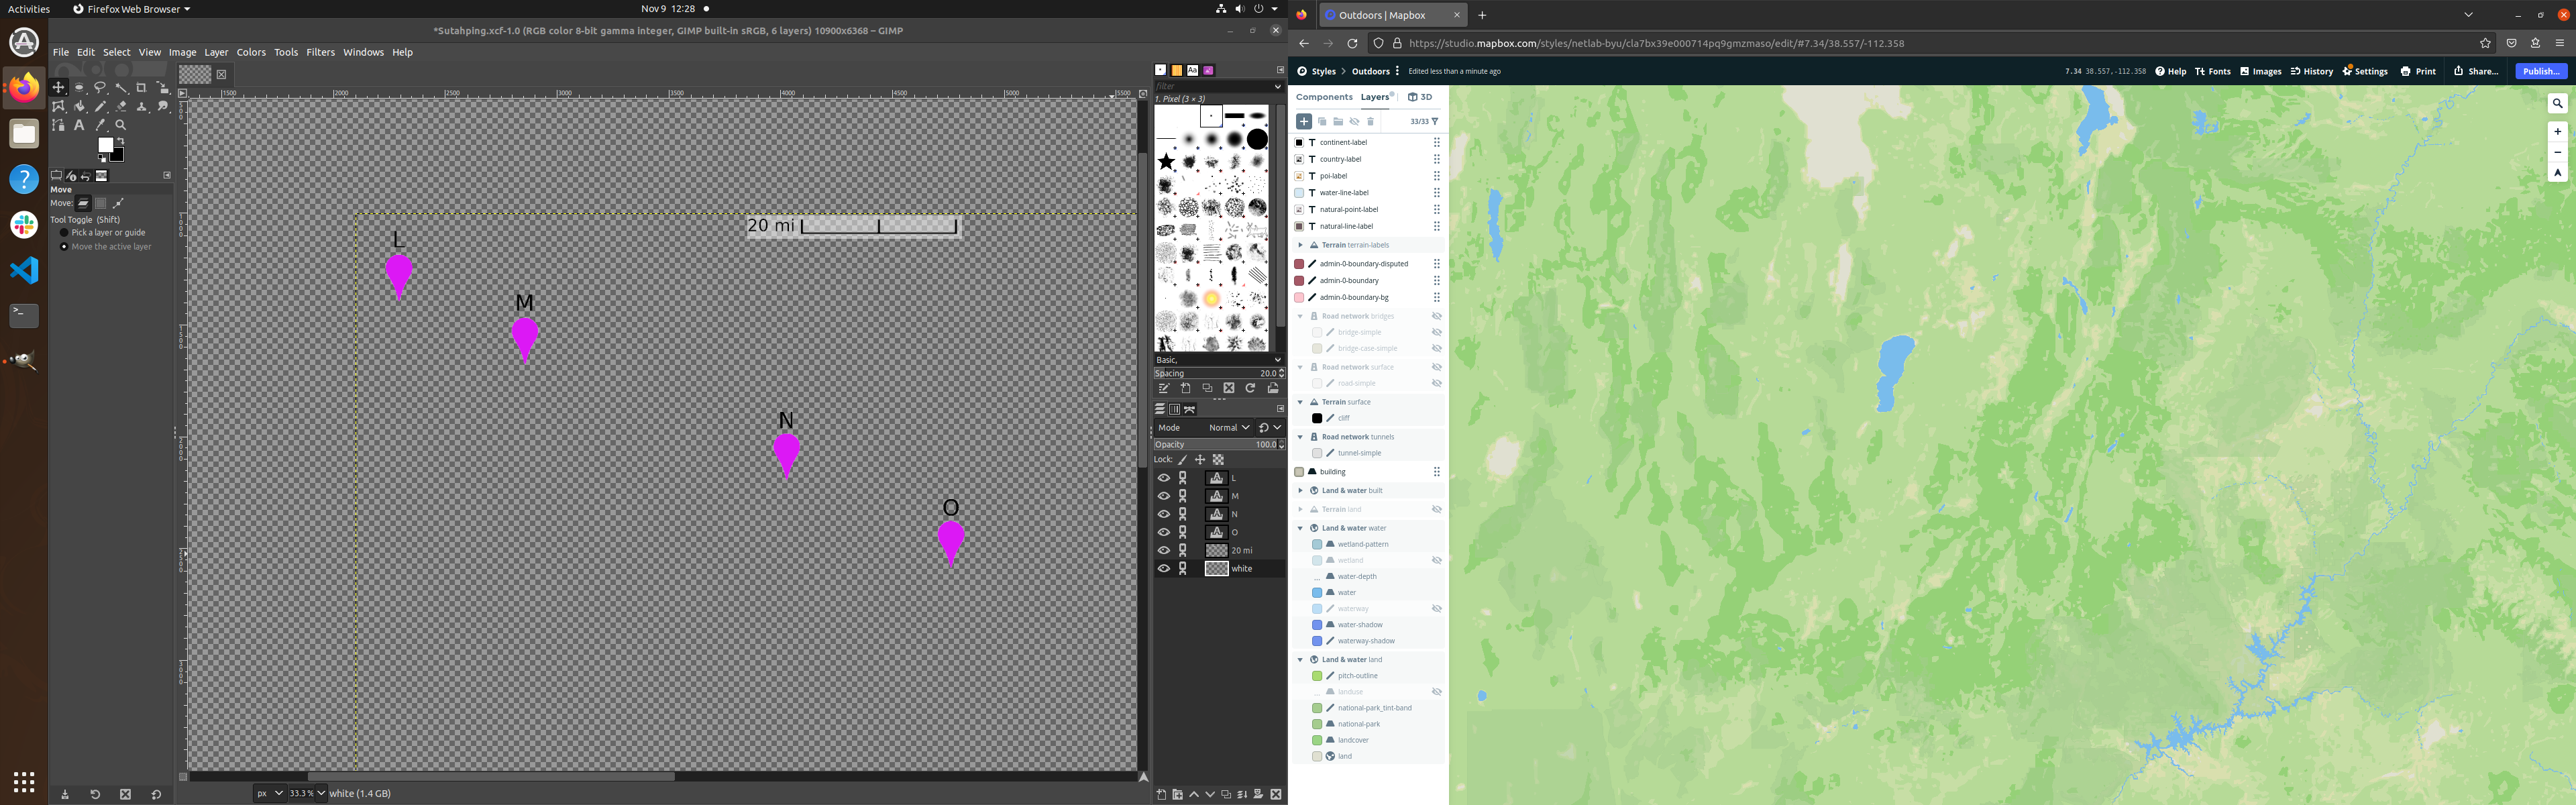 Activities
Firefox Web Browser
Nov 9 12:28
*Sutahping.xcf-1.0 (RGB color 8-bit gamma integer, GIMP built-in sRGB, 6 layers) 10900x6368 – GIMP
File Edit Select View Image Layer Colors Tools Filters Windows Help
Move
Move:
Tool Toggle (Shift)
Pick a layer or guide
Move the active layer
1500 2000 2500 3000 3500 4000 4500 5000 5500
20 mi
L
M
N
O
px 33.3 % white (1.4 GB)
Aa
filter
1. Pixel (3 × 3)
Basic,
Spacing 20.0
Mode Normal
Opacity 100.0
Lock:
L
M
N
O
20 mi
white
Outdoors | Mapbox
https://studio.mapbox.com/styles/netlab-byu/cla7bx39e000714pq9gmzmaso/edit/#7.34/38.557/-112.358
Styles Outdoors Edited less than a minute ago
7.34 38.557,-112.358 Help Fonts Images History Settings Print Share... Publish...
Components Layers 3D
33/33
continent-label
country-label
poi-label
water-line-label
natural-point-label
natural-line-label
Terrain terrain-labels
admin-0-boundary-disputed
admin-0-boundary
admin-0-boundary-bg
Road network bridges
bridge-simple
bridge-case-simple
Road network surface
road-simple
Terrain surface
cliff
Road network tunnels
tunnel-simple
building
Land & water built
Terrain land
Land & water water
wetland-pattern
wetland
water-depth
water
waterway
water-shadow
waterway-shadow
Land & water land
pitch-outline
landuse
national-park_tint-band
national-park
landcover
land